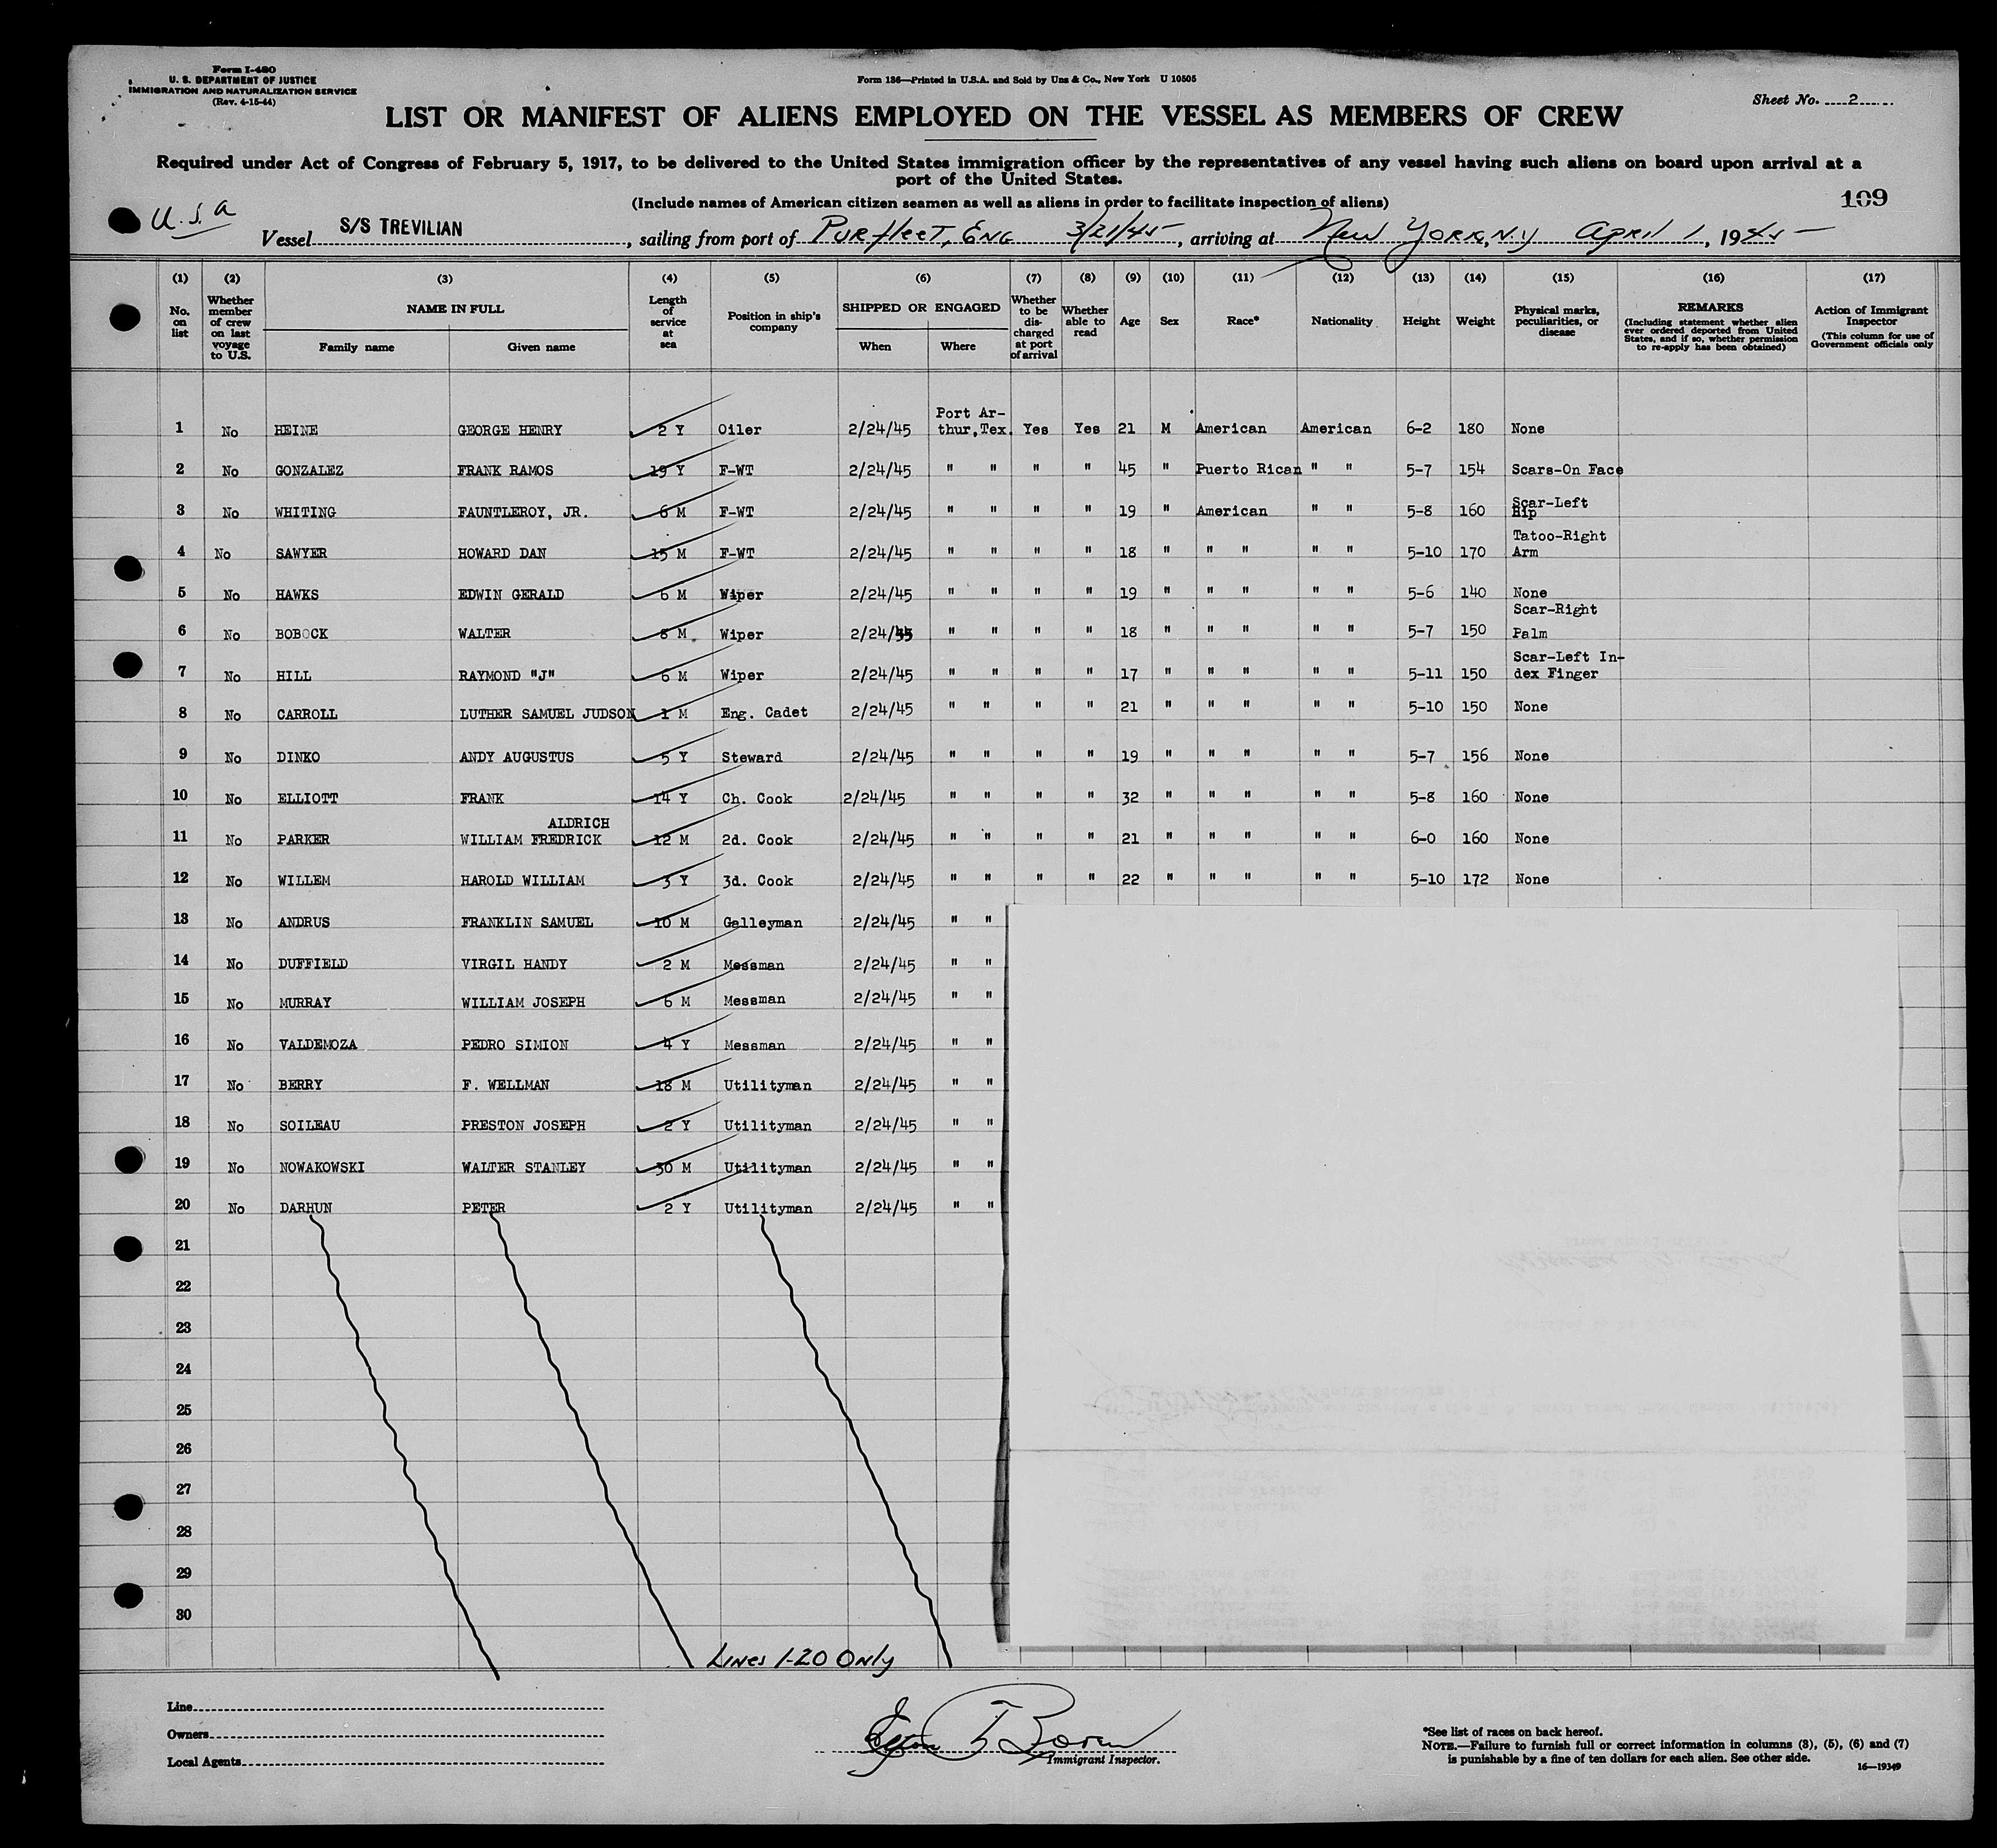 Form I-480
U. S. DEPARTMENT OF JUSTICE
IMMIGRATION AND NATURALIZATION SERVICE
(Rev. 4-15-44)
Form 136—Printed in U.S.A. and Sold by Unz & Co., New York U 10505
Sheet No. 2
LIST OR MANIFEST OF ALIENS EMPLOYED ON THE VESSEL AS MEMBERS OF CREW
Required under Act of Congress of February 5, 1917, to be delivered to the United States immigration officer by the representatives of any vessel having such aliens on board upon arrival at a
port of the United States.
(Include names of American citizen seamen as well as aliens in order to facilitate inspection of aliens)
109
U.S.A
Vessel S/S TREVILIAN, sailing from port of Purfleet, Eng 3/21/45, arriving at New York, N.Y April 1, 1945
(1) (2) (3) (4) (5) (6) (7) (8) (9) (10) (11) (12) (13) (14) (15) (16) (17)
No. on list
Whether member of crew on last voyage to U.S.
NAME IN FULL
Family name Given name
Length of service at sea
Position in ship's company
SHIPPED OR ENGAGED
When Where
Whether to be discharged at port of arrival
Whether able to read
Age Sex Race* Nationality Height Weight
Physical marks, peculiarities, or disease
REMARKS
(Including statement whether alien ever ordered deported from United States, and if so, whether permission to re-apply has been obtained)
Action of Immigrant Inspector
(This column for use of Government officials only
1 No HEINE GEORGE HENRY 2 Y Oiler 2/24/45 Port Arthur, Tex. Yes Yes 21 M American American 6-2 180 None
2 No GONZALEZ FRANK RAMOS 19 Y F-WT 2/24/45 " " " " 45 " Puerto Rican " " 5-7 154 Scars-On Face
3 No WHITING FAUNTLEROY, JR. 6 M F-WT 2/24/45 " " " " 19 " American " " 5-8 160 Scar-Left Hip
4 No SAWYER HOWARD DAN 15 M F-WT 2/24/45 " " " " 18 " " " " " 5-10 170 Tatoo-Right Arm
5 No HAWKS EDWIN GERALD 6 M Wiper 2/24/45 " " " " 19 " " " " " 5-6 140 None
6 No BOBOCK WALTER 8 M. Wiper 2/24/45 " " " " 18 " " " " " 5-7 150 Scar-Right Palm
7 No HILL RAYMOND "J" 6 M Wiper 2/24/45 " " " " 17 " " " " " 5-11 150 Scar-Left Index Finger
8 No CARROLL LUTHER SAMUEL JUDSON 1 M Eng. Cadet 2/24/45 " " " " 21 " " " " " 5-10 150 None
9 No DINKO ANDY AUGUSTUS 5 Y Steward 2/24/45 " " " " 19 " " " " " 5-7 156 None
10 No ELLIOTT FRANK 14 Y Ch. Cook 2/24/45 " " " " 32 " " " " " 5-8 160 None
11 No PARKER WILLIAM FREDRICK ALDRICH 12 M 2d. Cook 2/24/45 " " " " 21 " " " " " 6-0 160 None
12 No WILLEM HAROLD WILLIAM 3 Y 3d. Cook 2/24/45 " " " " 22 " " " " " 5-10 172 None
13 No ANDRUS FRANKLIN SAMUEL 10 M Galleyman 2/24/45 " "
14 No DUFFIELD VIRGIL HANDY 2 M Messman 2/24/45 " "
15 No MURRAY WILLIAM JOSEPH 6 M Messman 2/24/45 " "
16 No VALDEMOZA PEDRO SIMION 4 Y Messman 2/24/45 " "
17 No BERRY F. WELLMAN 18 M Utilityman 2/24/45 " "
18 No SOILEAU PRESTON JOSEPH 2 Y Utilityman 2/24/45 " "
19 No NOWAKOWSKI WALTER STANLEY 30 M Utilityman 2/24/45 " "
20 No DARHUN PETER 2 Y Utilityman 2/24/45 " "
21
22
23
24
25
26
27
28
29
30
Lines 1-20 Only
Line
Owners
Local Agents
Immigrant Inspector.
*See list of races on back hereof.
NOTE.—Failure to furnish full or correct information in columns (3), (5), (6) and (7)
is punishable by a fine of ten dollars for each alien. See other side.
16—19349